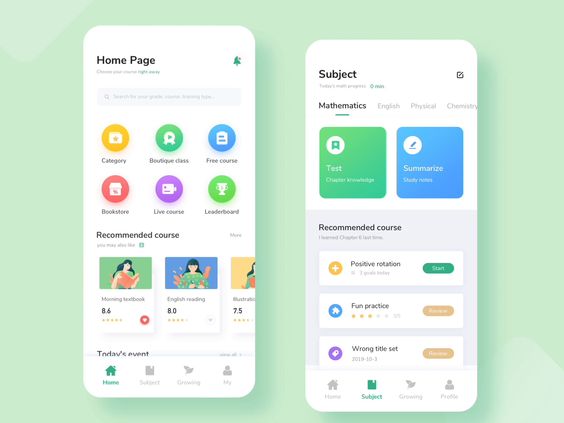 Home Page
Choose your course right away
Search for your grade, course, training type...
Category
Boutique class
Free course
Bookstore
Live course
Leaderboard
Recommended course
More
you may also like
Morning textbook
8.6
English reading
8.0
Illustrati
7.5
Today's event
view all
Home
Subject
Growing
My
Subject
Today's math progress 0 min
Mathematics
English
Physical
Chemistry
Test
Chapter knowledge
Summarize
Study notes
Recommended course
I learned Chapter 6 last time.
Positive rotation
3 goals today
Start
Fun practice
3/5
Review
Wrong title set
2019-10-3
Review
Home
Subject
Growing
Profile